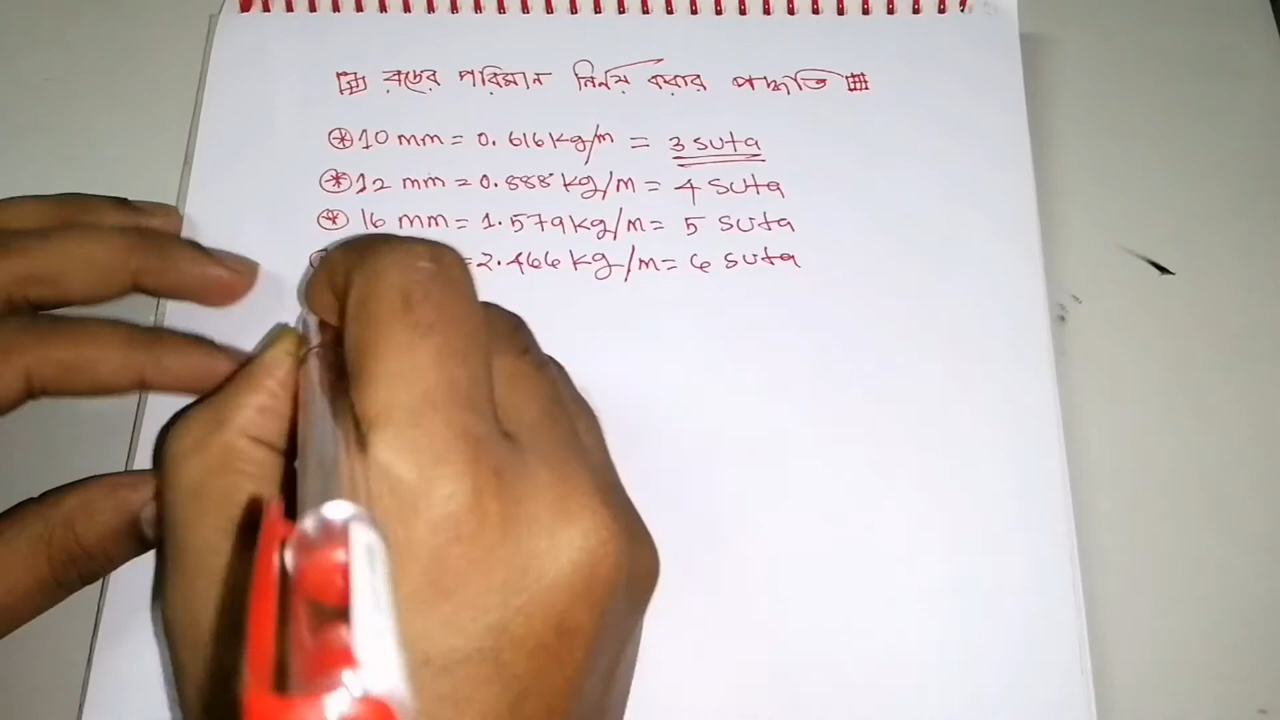 রডের পরিমান নির্নয় করার পদ্ধতি
10 mm = 0.616 kg/m = 3 suta
12 mm = 0.888 kg/m = 4 suta
16 mm = 1.579 kg/m = 5 suta
= 2.466 kg/m = 6 suta